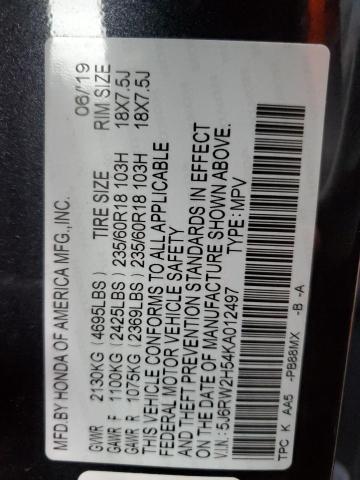 MFD.BY HONDA OF AMERICA MFG.,INC. 06/'19
GVWR 2130KG (4695LBS) TIRE SIZE RIM SIZE
GAWR F 1100KG (2425LBS) 235/60R18 103H 18X7.5J
GAWR R 1075KG (2369LBS) 235/60R18 103H 18X7.5J
THIS VEHICLE CONFORMS TO ALL APPLICABLE
FEDERAL MOTOR VEHICLE SAFETY
AND THEFT PREVENTION STANDARDS IN EFFECT
ON THE DATE OF MANUFACTURE SHOWN ABOVE.
V.I.N.: 5J6RW2H54KA012497 TYPE: MPV
TPC K AA5 -PB88MX -B -A